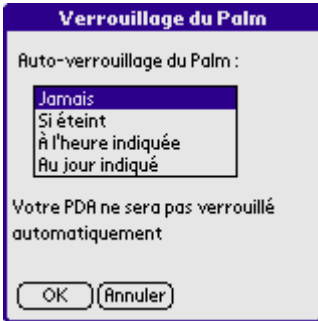 Verrouillage du Palm
Auto-verrouillage du Palm :
Jamais
Si éteint
À l'heure indiquée
Au jour indiqué
Votre PDA ne sera pas verrouillé
automatiquement
OK Annuler